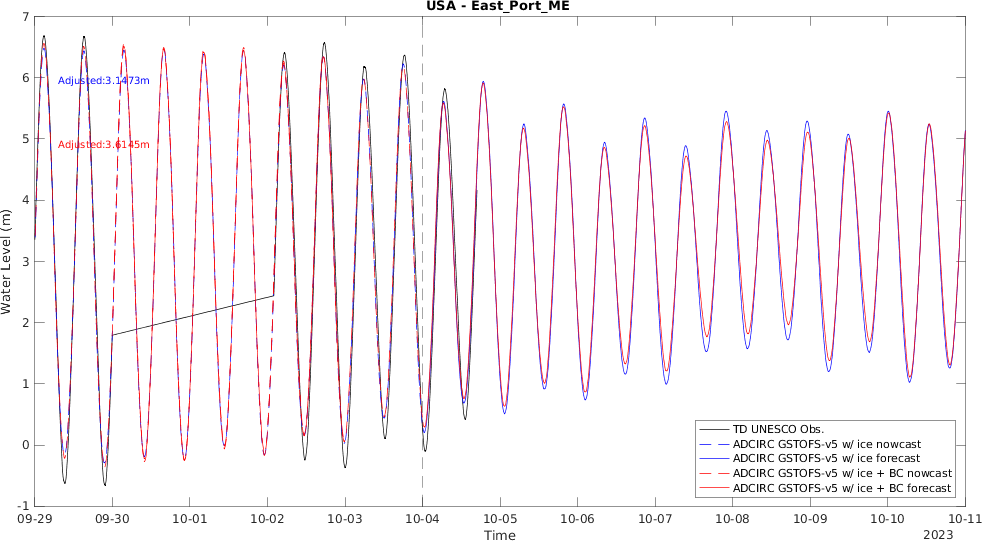 USA - East_Port_ME
7
6
5
4
3
2
1
0
-1
Water Level (m)
Adjusted:3.1473m
Adjusted:3.6145m
TD UNESCO Obs.
ADCIRC GSTOFS-v5 w/ ice nowcast
ADCIRC GSTOFS-v5 w/ ice forecast
ADCIRC GSTOFS-v5 w/ ice + BC nowcast
ADCIRC GSTOFS-v5 w/ ice + BC forecast
09-29 09-30 10-01 10-02 10-03 10-04 10-05 10-06 10-07 10-08 10-09 10-10 10-11
Time
2023